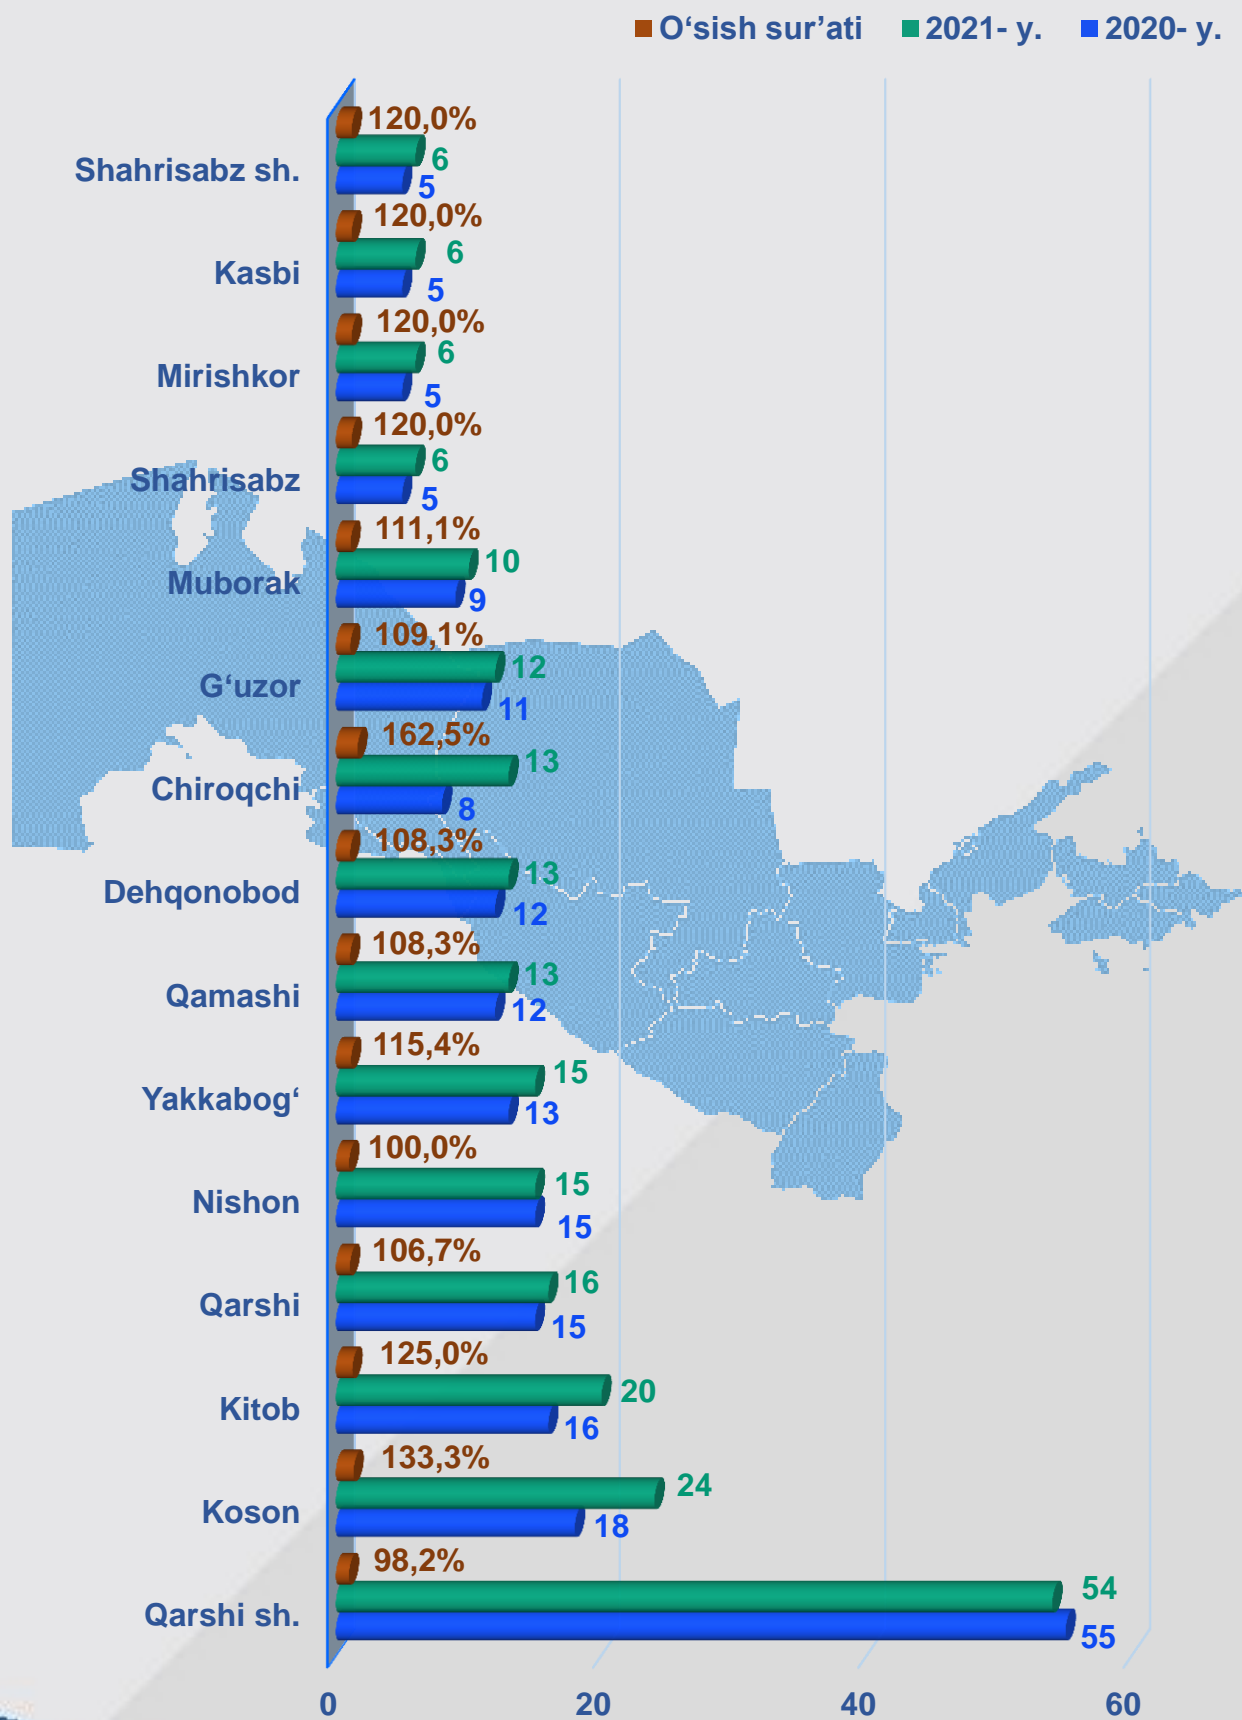 O‘sish sur’ati 2021- y. 2020- y.
120,0%
Shahrisabz sh. 6
5
120,0%
Kasbi 6
5
120,0%
Mirishkor 6
5
120,0%
Shahrisabz 6
5
111,1%
Muborak 10
9
109,1%
G‘uzor 12
11
162,5%
Chiroqchi 13
8
108,3%
Dehqonobod 13
12
108,3%
Qamashi 13
12
115,4%
Yakkabog‘ 15
13
100,0%
Nishon 15
15
106,7%
Qarshi 16
15
125,0%
Kitob 20
16
133,3%
Koson 24
18
98,2%
Qarshi sh. 54
55
0 20 40 60